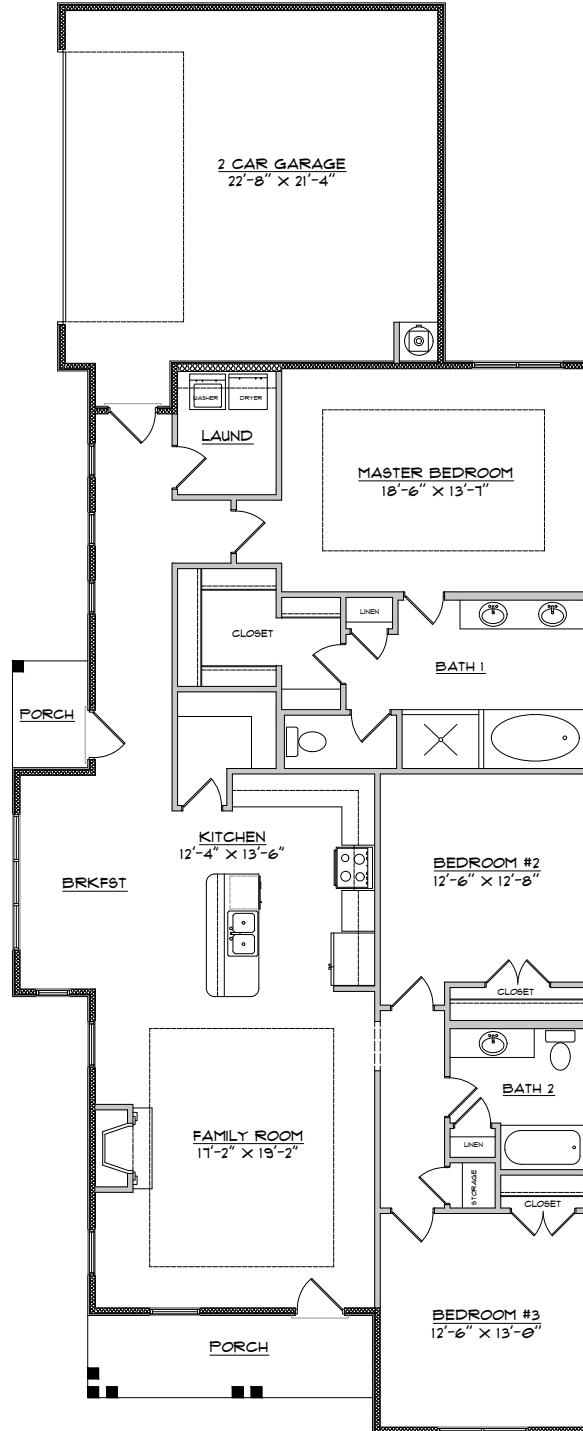 2 CAR GARAGE
22'-8" X 21'-4"
WASHER
DRYER
LAUND
MASTER BEDROOM
18'-6" X 13'-7"
LINEN
CLOSET
BATH 1
PORCH
KITCHEN
12'-4" X 13'-6"
BRKFST
BEDROOM #2
12'-6" X 12'-8"
CLOSET
BATH 2
FAMILY ROOM
17'-2" X 19'-2"
LINEN
STORAGE
CLOSET
BEDROOM #3
12'-6" X 13'-0"
PORCH